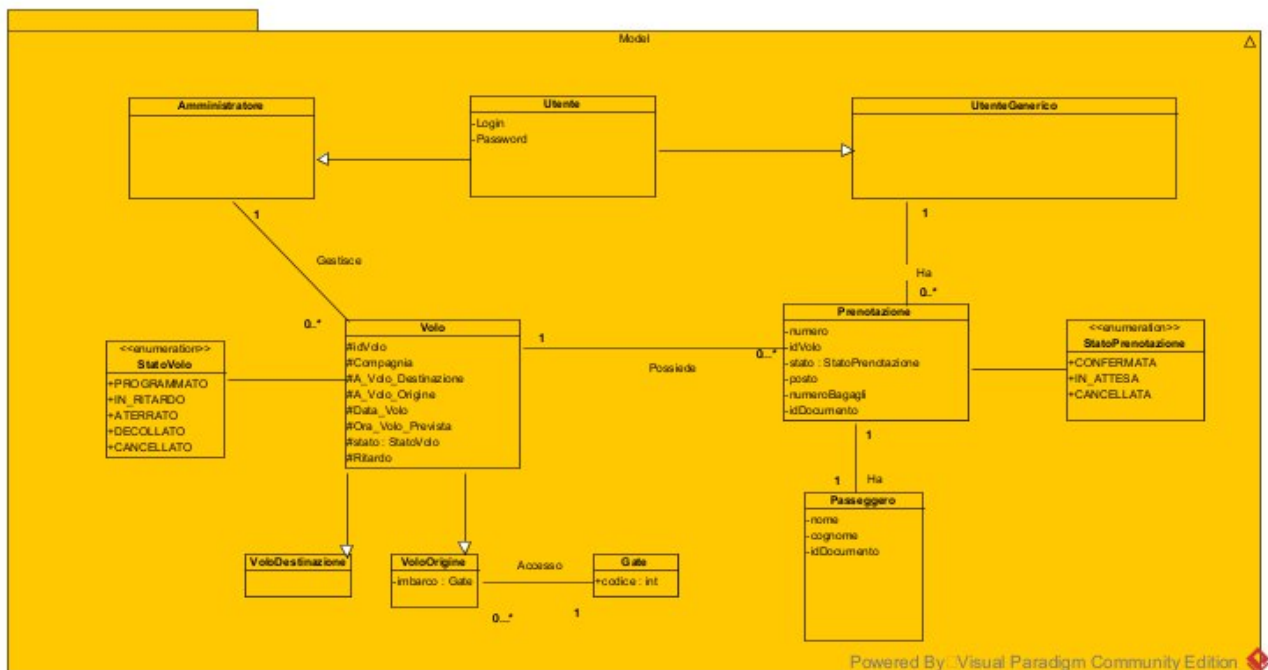 Model
Amministratore
Utente
-Login
-Password
UtenteGenerico
1
Gestisce
0..*
1
Ha
0..*
<<enumeration>>
StatoVolo
+PROGRAMMATO
+IN_RITARDO
+ATERRATO
+DECOLLATO
+CANCELLATO
Volo
#idVolo
#Compagnia
#A_Volo_Destinazione
#A_Volo_Origine
#Data_Volo
#Ora_Volo_Prevista
#stato : StatoVolo
#Ritardo
1
Possiede
0...*
Prenotazione
-numero
-idVolo
-stato : StatoPrenotazione
-posto
-numeroBagagli
-idDocumento
<<enumeration>>
StatoPrenotazione
+CONFERMATA
+IN_ATTESA
+CANCELLATA
1
1
Ha
Passeggero
-nome
-cognome
-idDocumento
VoloDestinazione
VoloOrigine
-imbarco : Gate
Accesso
0...*
1
Gate
+codice : int
Powered By Visual Paradigm Community Edition